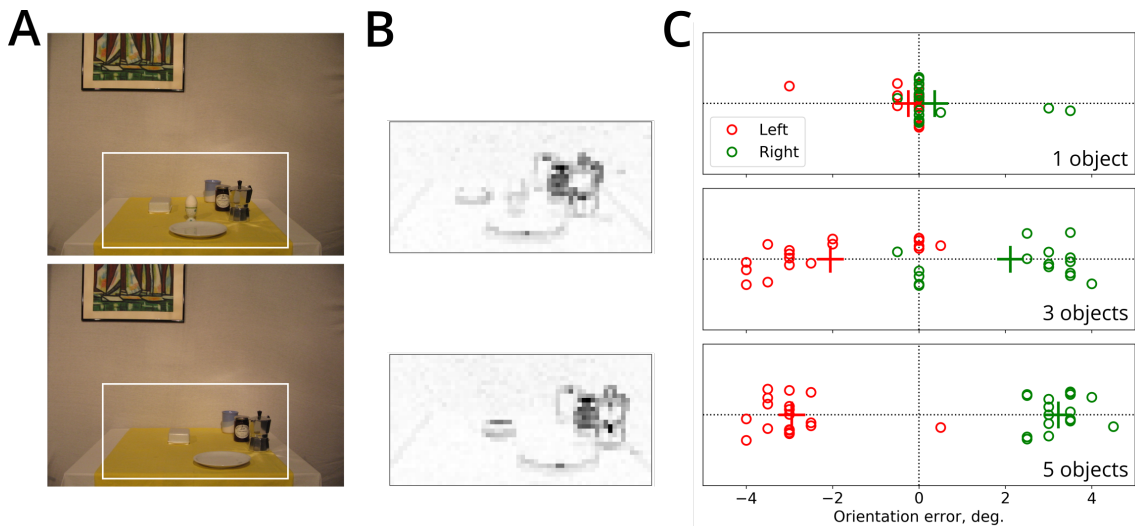 A
B
C
Left
Right
1 object
3 objects
5 objects
−4
−2
0
2
4
Orientation error, deg.